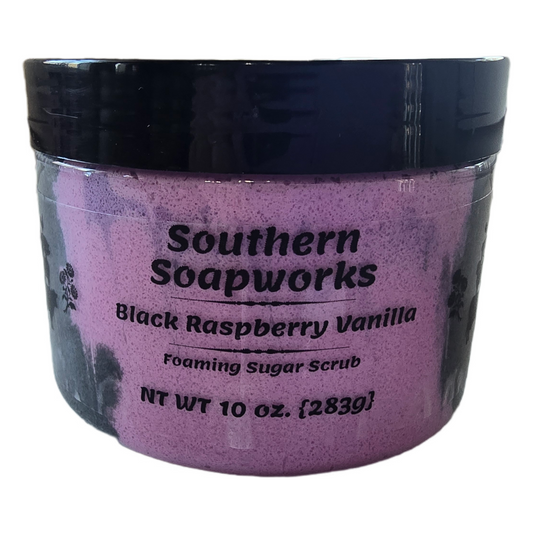 Southern
Soapworks
Black Raspberry Vanilla
Foaming Sugar Scrub
NT WT 10 oz. {283g}